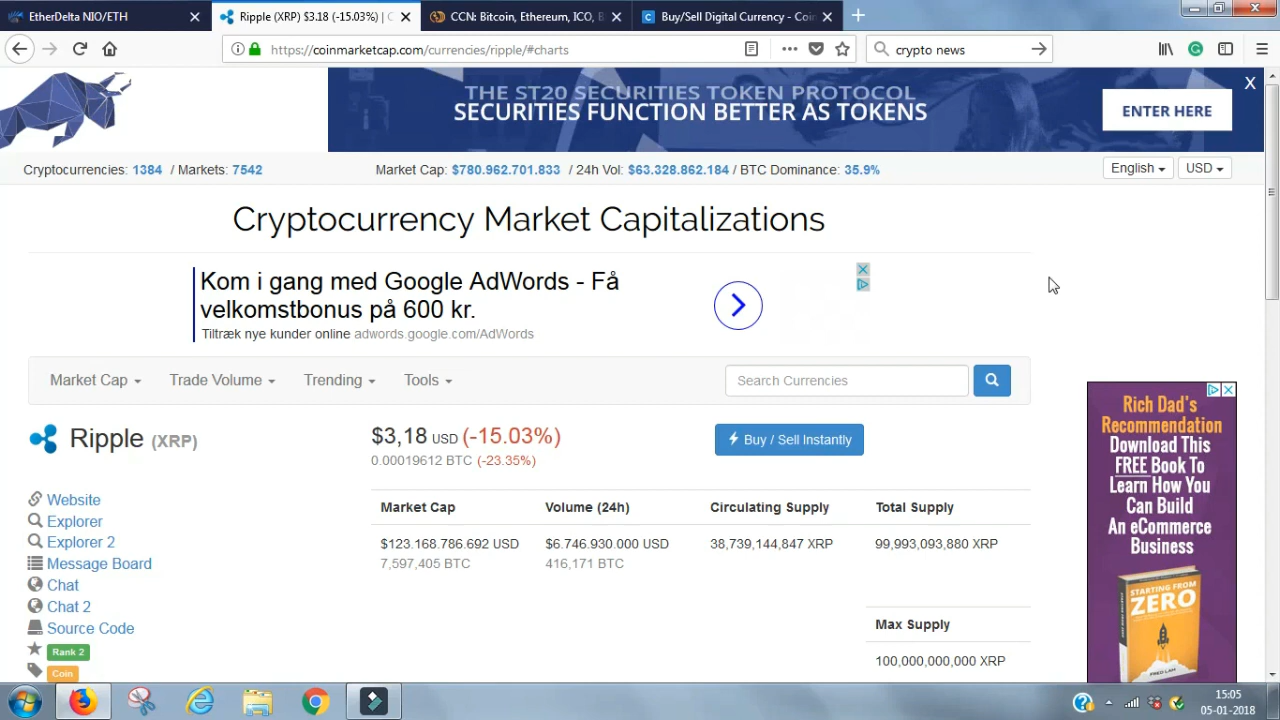 EtherDelta NIO/ETH
Ripple (XRP) $3,18 (-15.03%) | C
CCN: Bitcoin, Ethereum, ICO, B
Buy/Sell Digital Currency - Coin
https://coinmarketcap.com/currencies/ripple/#charts
crypto news
THE ST20 SECURITIES TOKEN PROTOCOL
SECURITIES FUNCTION BETTER AS TOKENS
ENTER HERE
X
Cryptocurrencies: 1384 / Markets: 7542
Market Cap: $780.962.701.833 / 24h Vol: $63.328.862.184 / BTC Dominance: 35.9%
English
USD
Cryptocurrency Market Capitalizations
Kom i gang med Google AdWords - Få
velkomstbonus på 600 kr.
Tiltræk nye kunder online adwords.google.com/AdWords
Market Cap
Trade Volume
Trending
Tools
Search Currencies
Ripple (XRP)
$3,18 USD (-15.03%)
0.00019612 BTC (-23.35%)
Buy / Sell Instantly
Website
Explorer
Explorer 2
Message Board
Chat
Chat 2
Source Code
Rank 2
Coin
Market Cap
$123.168.786.692 USD
7,597,405 BTC
Volume (24h)
$6.746.930.000 USD
416,171 BTC
Circulating Supply
38,739,144,847 XRP
Total Supply
99,993,093,880 XRP
Max Supply
100,000,000,000 XRP
Rich Dad's
Recommendation
Download This
FREE Book To
Learn How You
Can Build
An eCommerce
Business
STARTING FROM
ZERO
FRED LAM
15:05
05-01-2018